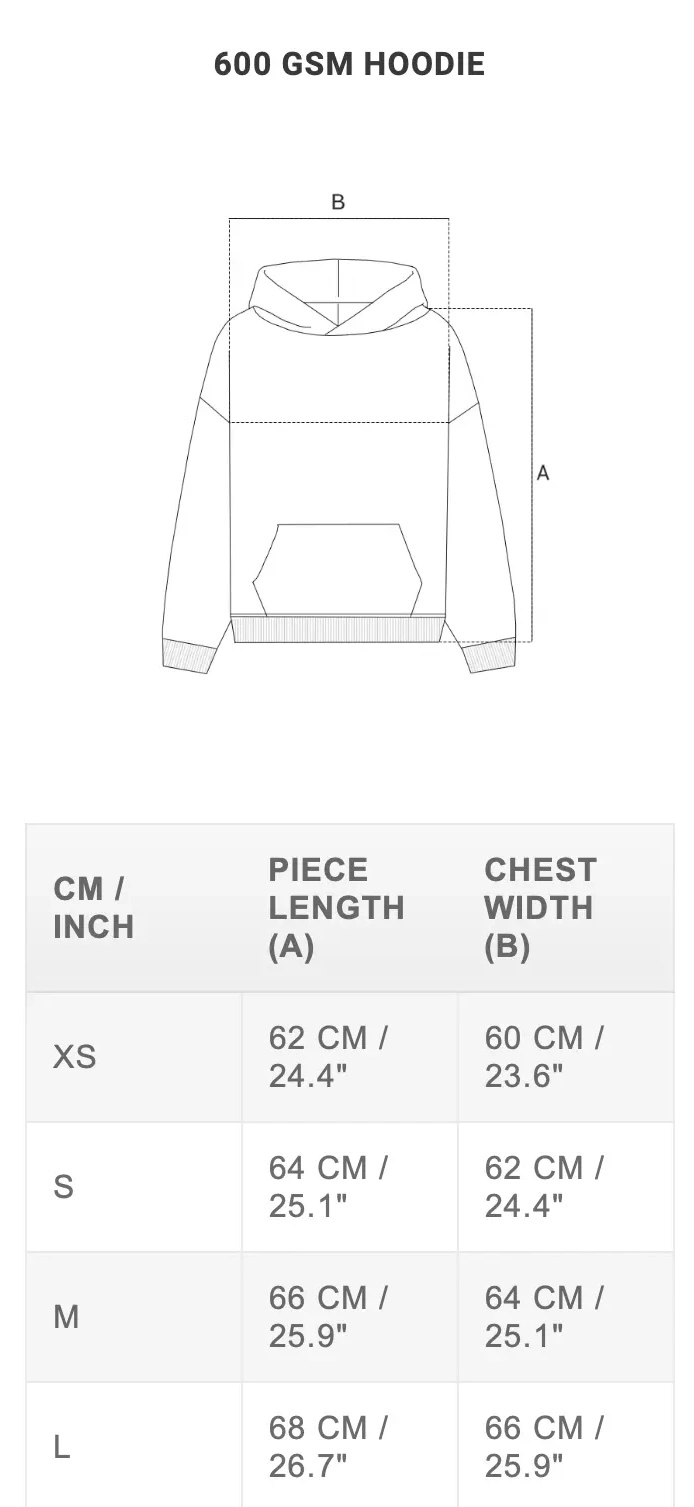 600 GSM HOODIE
B
A
CM /
INCH
PIECE
LENGTH
(A)
CHEST
WIDTH
(B)
XS
62 CM /
24.4"
60 CM /
23.6"
S
64 CM /
25.1"
62 CM /
24.4"
M
66 CM /
25.9"
64 CM /
25.1"
L
68 CM /
26.7"
66 CM /
25.9"